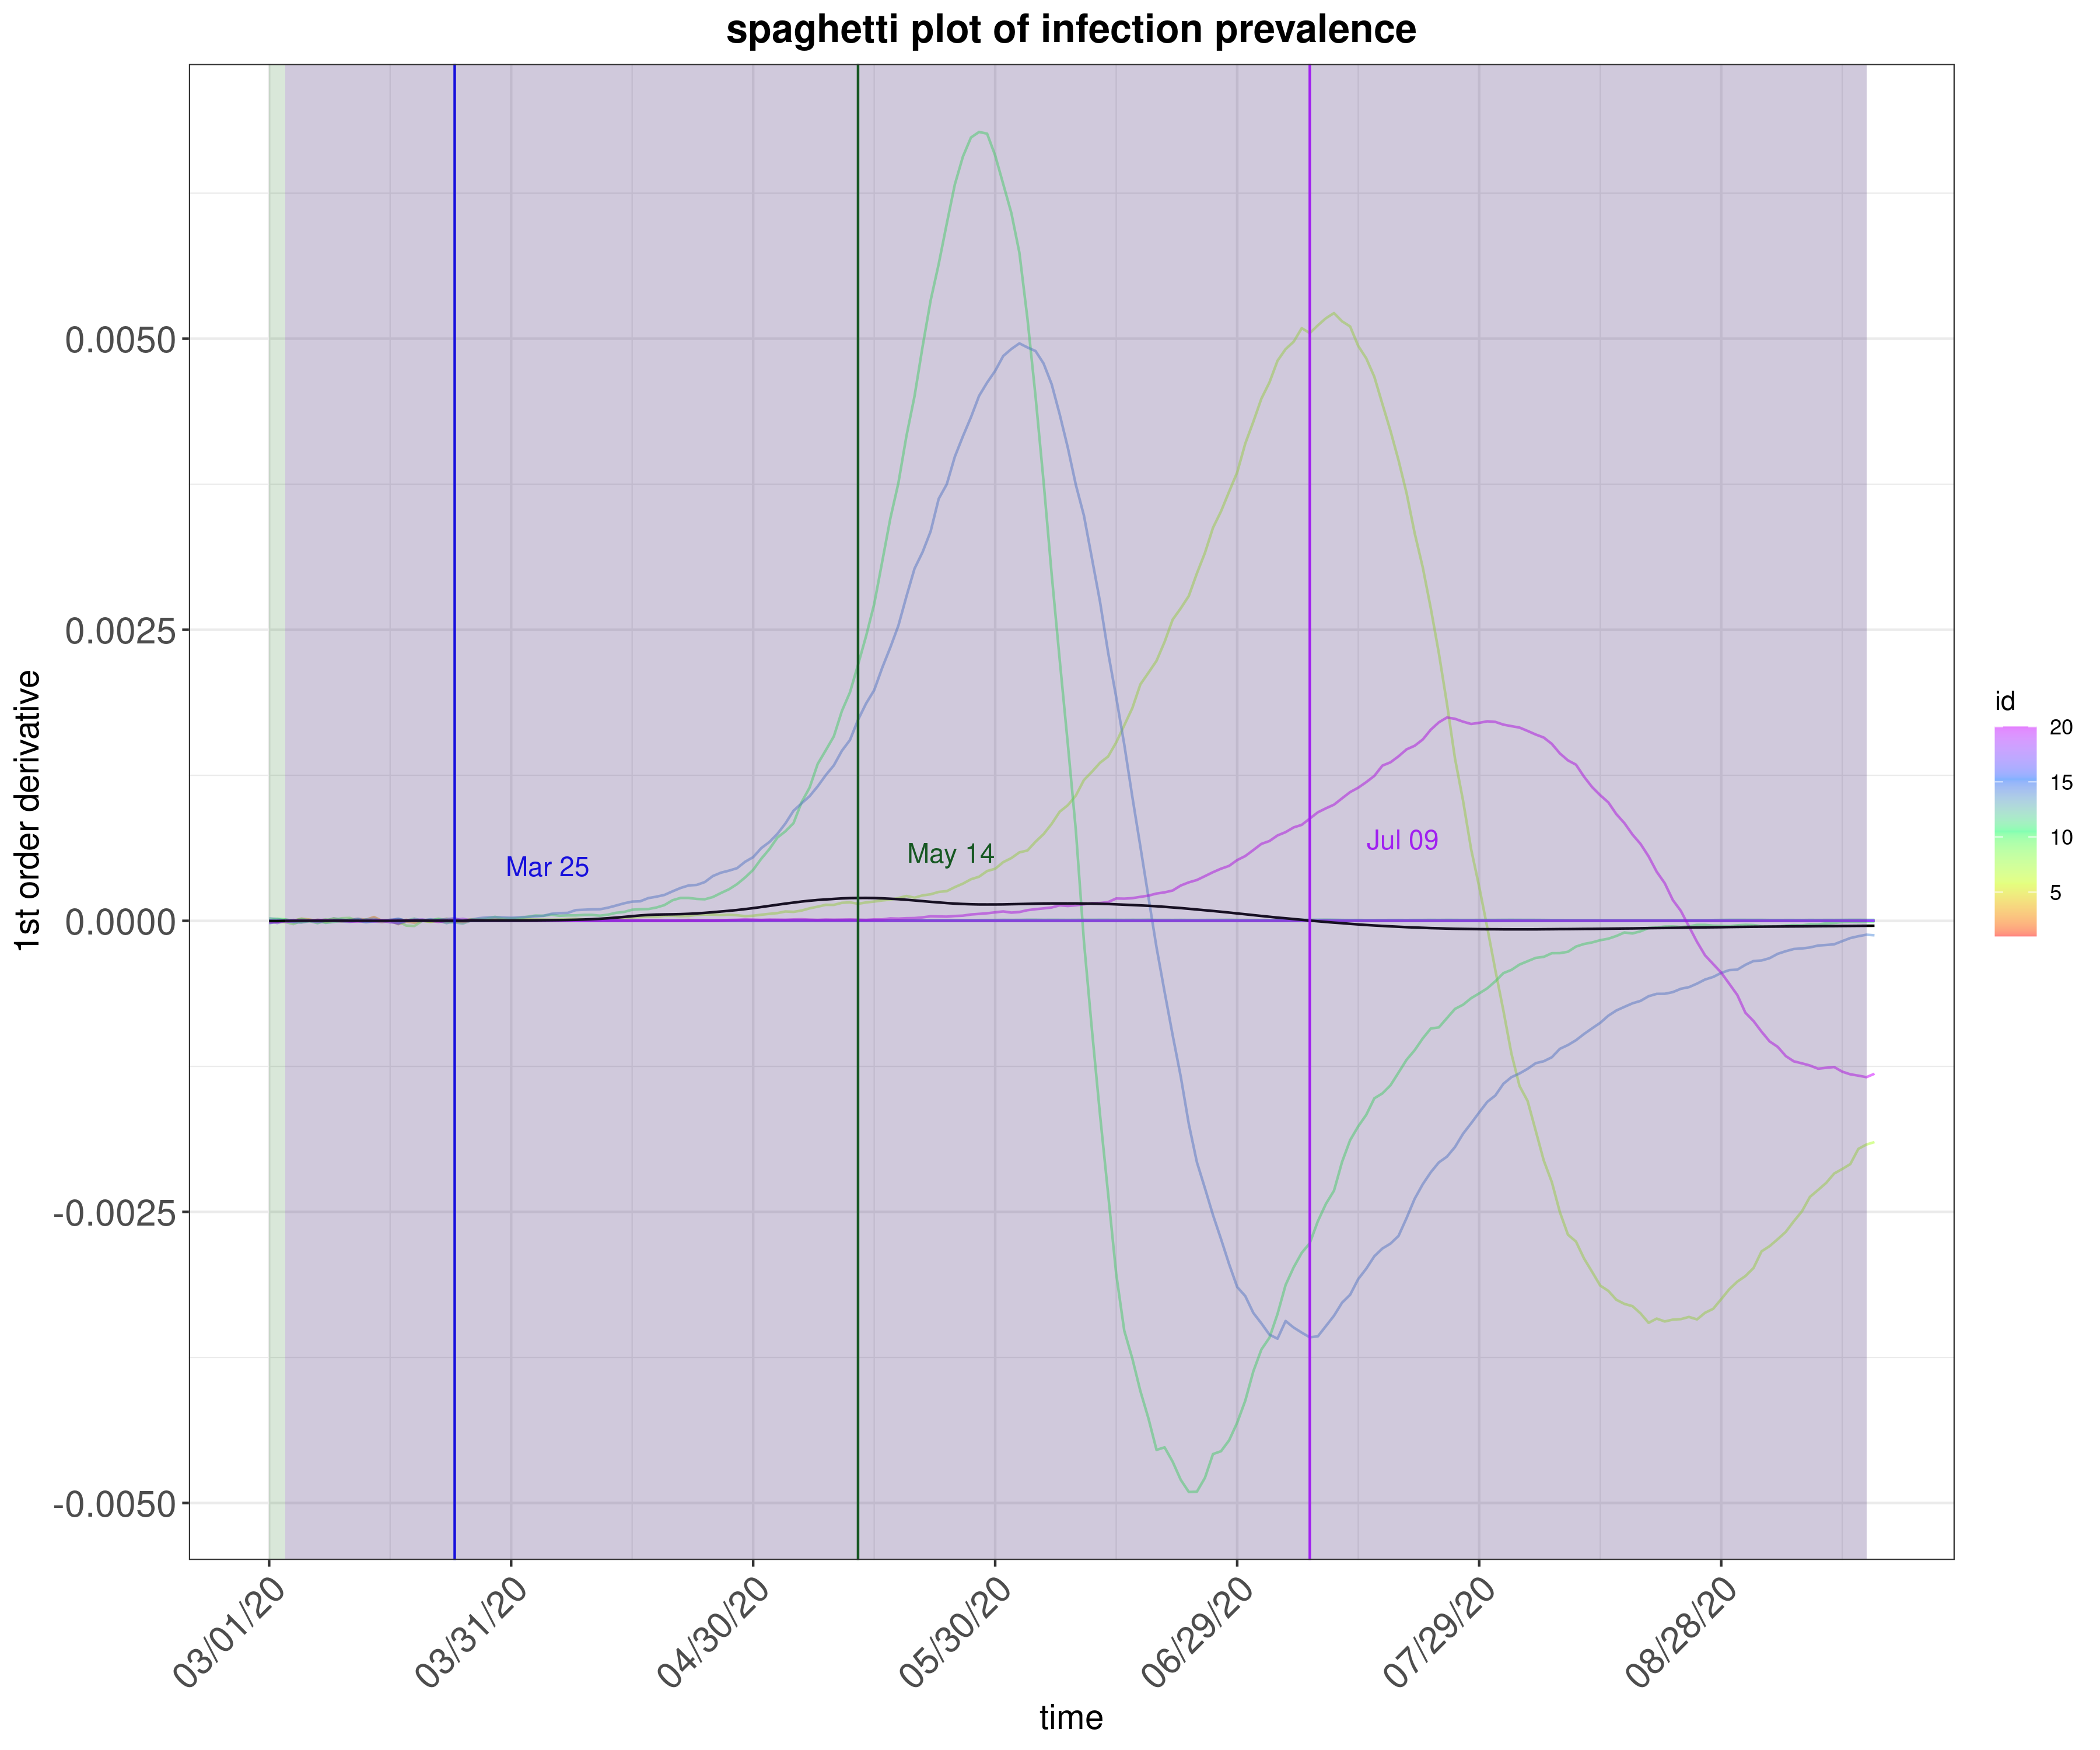 spaghetti plot of infection prevalence
1st order derivative
0.0050
0.0025
0.0000
-0.0025
-0.0050
Mar 25
May 14
Jul 09
03/01/20
03/31/20
04/30/20
05/30/20
06/29/20
07/29/20
08/28/20
time
id
20
15
10
5